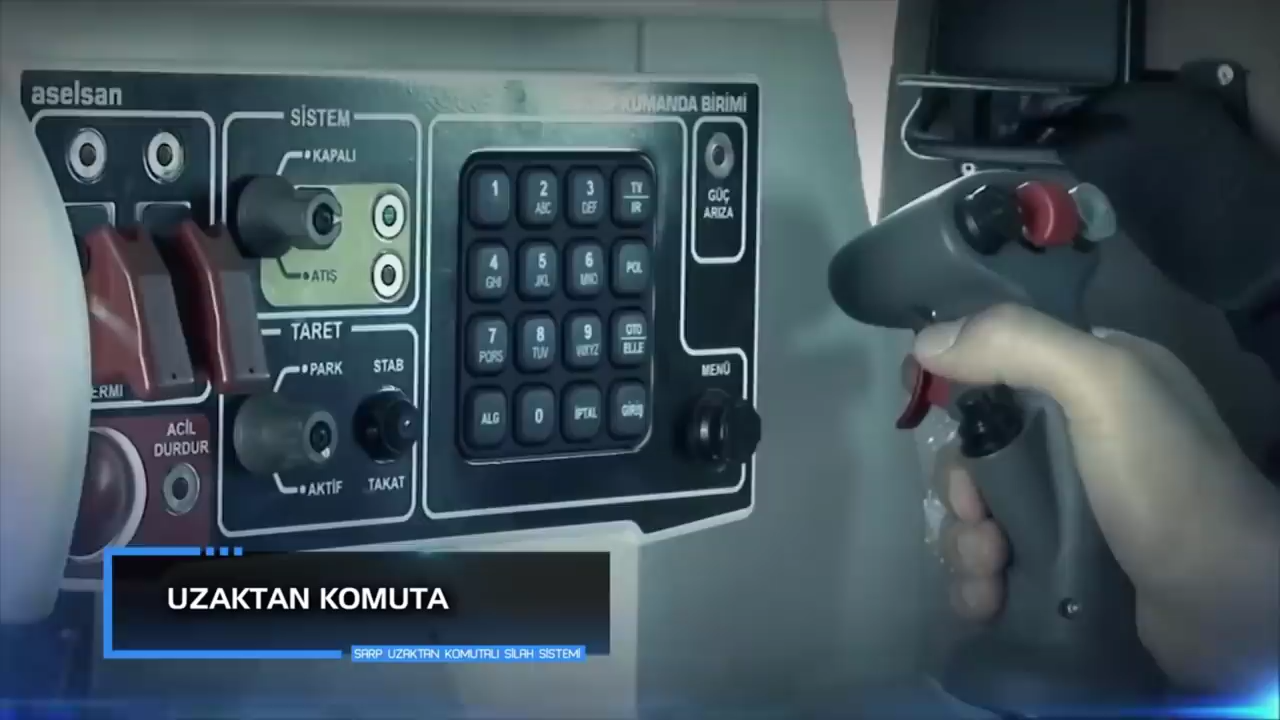 aselsan
KUMANDA BİRİMİ
SİSTEM
KAPALI
ATIŞ
GÜÇ
ARIZA
1
2
ABC
3
DEF
TV
IR
4
GHI
5
JKL
6
MNO
POL
7
PQRS
8
TUV
9
WXYZ
OTO
ELLE
ALG
0
İPTAL
GİRİŞ
TARET
PARK
STAB
AKTİF
TAKAT
MENÜ
ACİL
DURDUR
UZAKTAN KOMUTA
SARP UZAKTAN KOMUTALI SİLAH SİSTEMİ